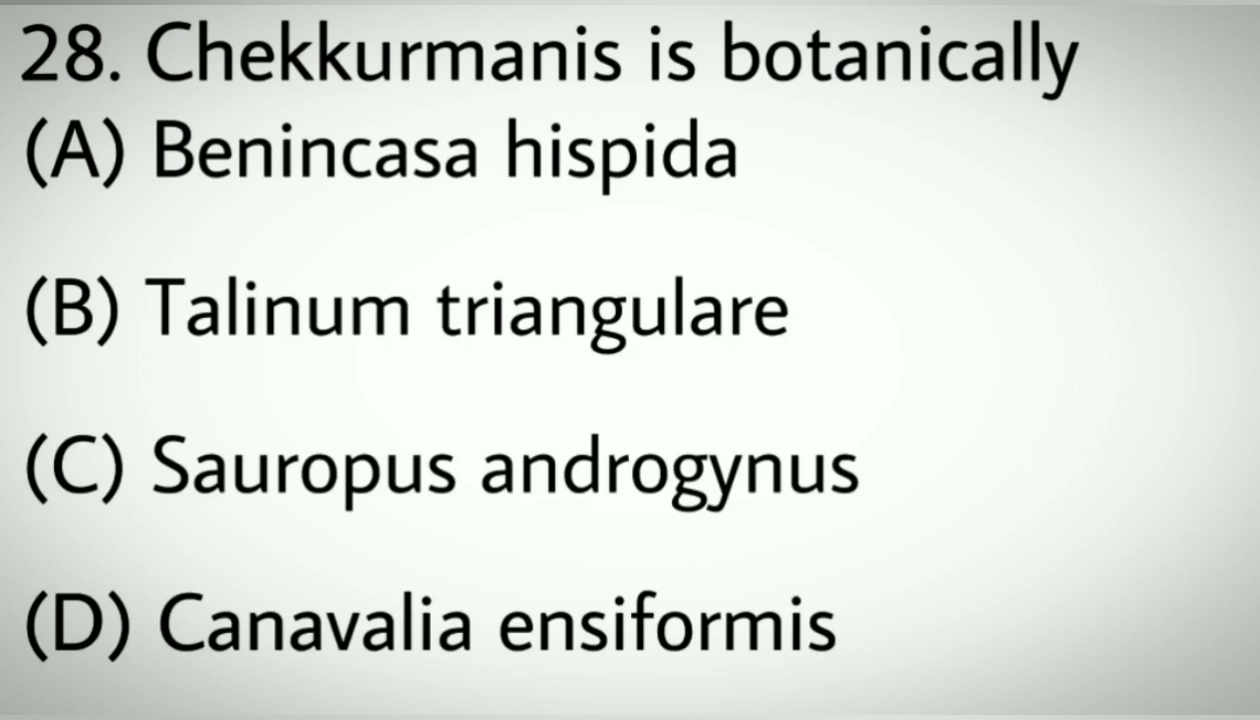 28. Chekkurmanis is botanically
(A) Benincasa hispida
(B) Talinum triangulare
(C) Sauropus androgynus
(D) Canavalia ensiformis